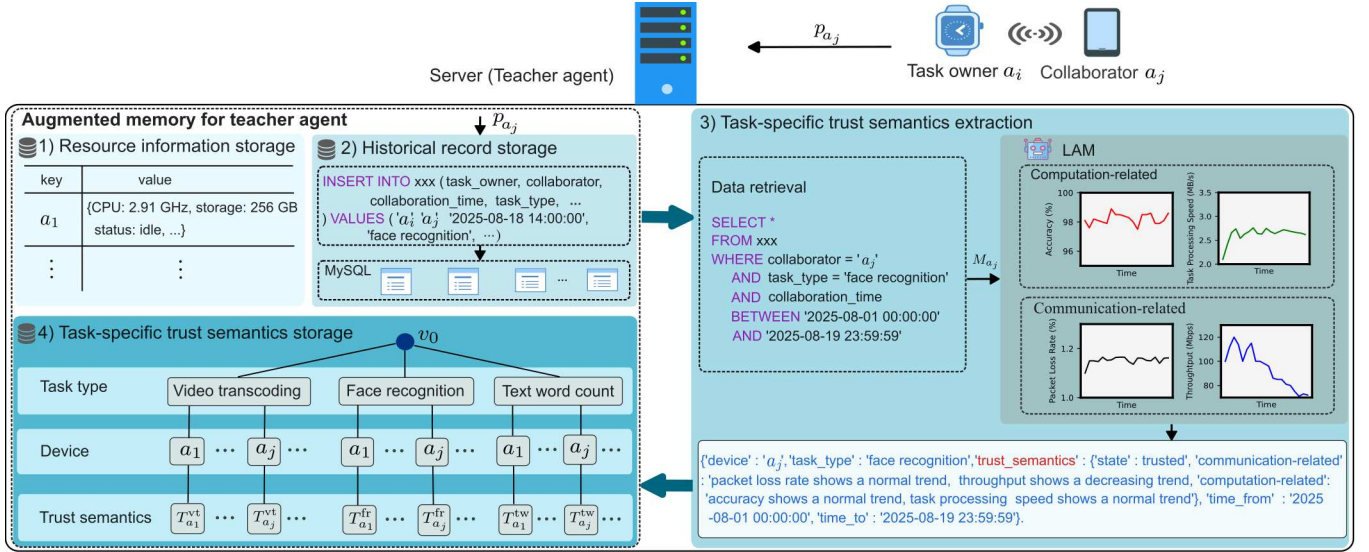 p_{a_j}
Server (Teacher agent)
Task owner a_i
Collaborator a_j
Augmented memory for teacher agent
p_{a_j}
1) Resource information storage
key value
a_1 {CPU: 2.91 GHz, storage: 256 GB
status: idle, ...}
⋮ ⋮
2) Historical record storage
INSERT INTO xxx ( task_owner, collaborator,
collaboration_time, task_type, ...
) VALUES ( 'a_i' 'a_j' '2025-08-18 14:00:00',
'face recognition', ...)
MySQL
...
3) Task-specific trust semantics extraction
Data retrieval
SELECT *
FROM xxx
WHERE collaborator = 'a_j'
AND task_type = 'face recognition'
AND collaboration_time
BETWEEN '2025-08-01 00:00:00'
AND '2025-08-19 23:59:59'
M_{a_j}
LAM
Computation-related
Accuracy (%)
100
98
96
Time
Task Processing Speed (MB/s)
3.5
3.0
2.5
2.0
Time
Communication-related
Packet Loss Rate (%)
1.2
1.0
Time
Throughput (Mbps)
120
100
80
Time
{'device' : 'a_j', 'task_type' : 'face recognition', 'trust_semantics' : {'state' : trusted, 'communication-related'
: 'packet loss rate shows a normal trend, throughput shows a decreasing trend, 'computation-related':
'accuracy shows a normal trend, task processing speed shows a normal trend'}, 'time_from' : '2025
-08-01 00:00:00', 'time_to' : '2025-08-19 23:59:59'}.
4) Task-specific trust semantics storage
v_0
Task type Video transcoding Face recognition Text word count
Device a_1 ... a_j ... a_1 ... a_j ... a_1 ... a_j ...
Trust semantics T_{a_1}^{vt} ... T_{a_j}^{vt} ... T_{a_1}^{fr} ... T_{a_j}^{fr} ... T_{a_1}^{tw} ... T_{a_j}^{tw} ...